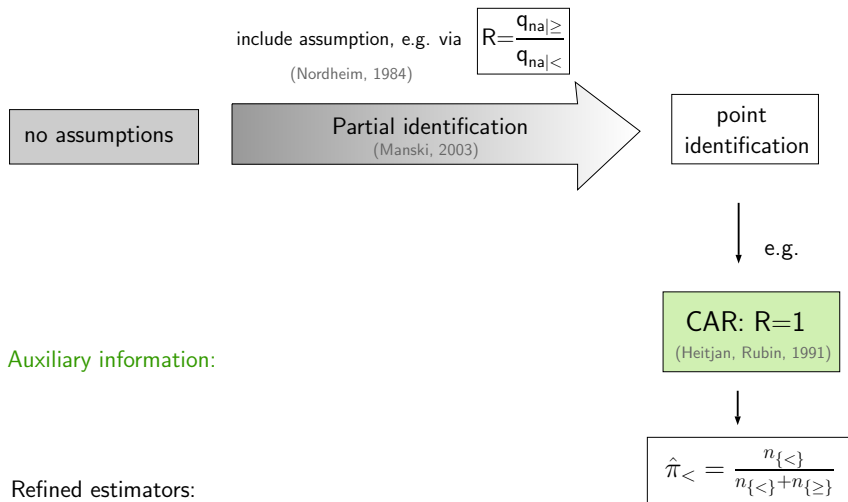 include assumption, e.g. via R=q_{na|≥}/q_{na|<}
(Nordheim, 1984)
no assumptions
Partial identification
(Manski, 2003)
point
identification
e.g.
CAR: R=1
(Heitjan, Rubin, 1991)
Auxiliary information:
Refined estimators:
\hat{π}_< = n_{\{<\}}/(n_{\{<\}}+n_{\{≥\}})